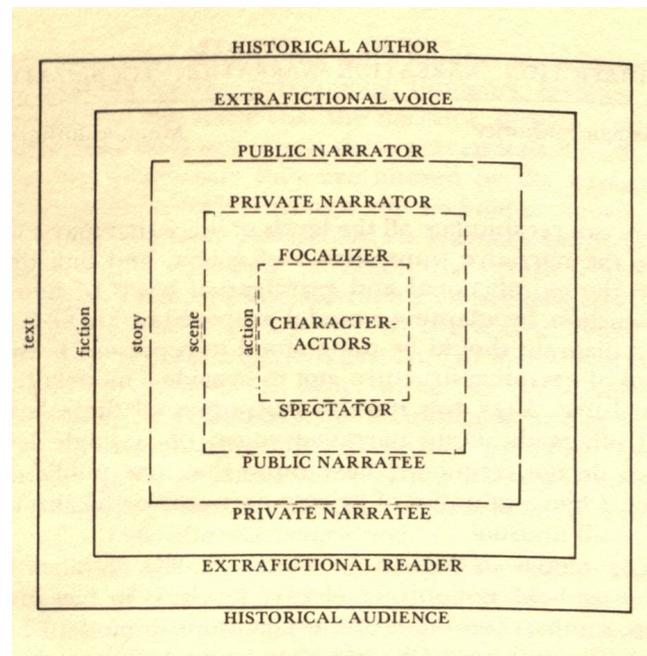 HISTORICAL AUTHOR
EXTRAFICTIONAL VOICE
PUBLIC NARRATOR
PRIVATE NARRATOR
FOCALIZER
CHARACTER-
ACTORS
SPECTATOR
PUBLIC NARRATEE
PRIVATE NARRATEE
EXTRAFICTIONAL READER
HISTORICAL AUDIENCE
text
fiction
story
scene
action